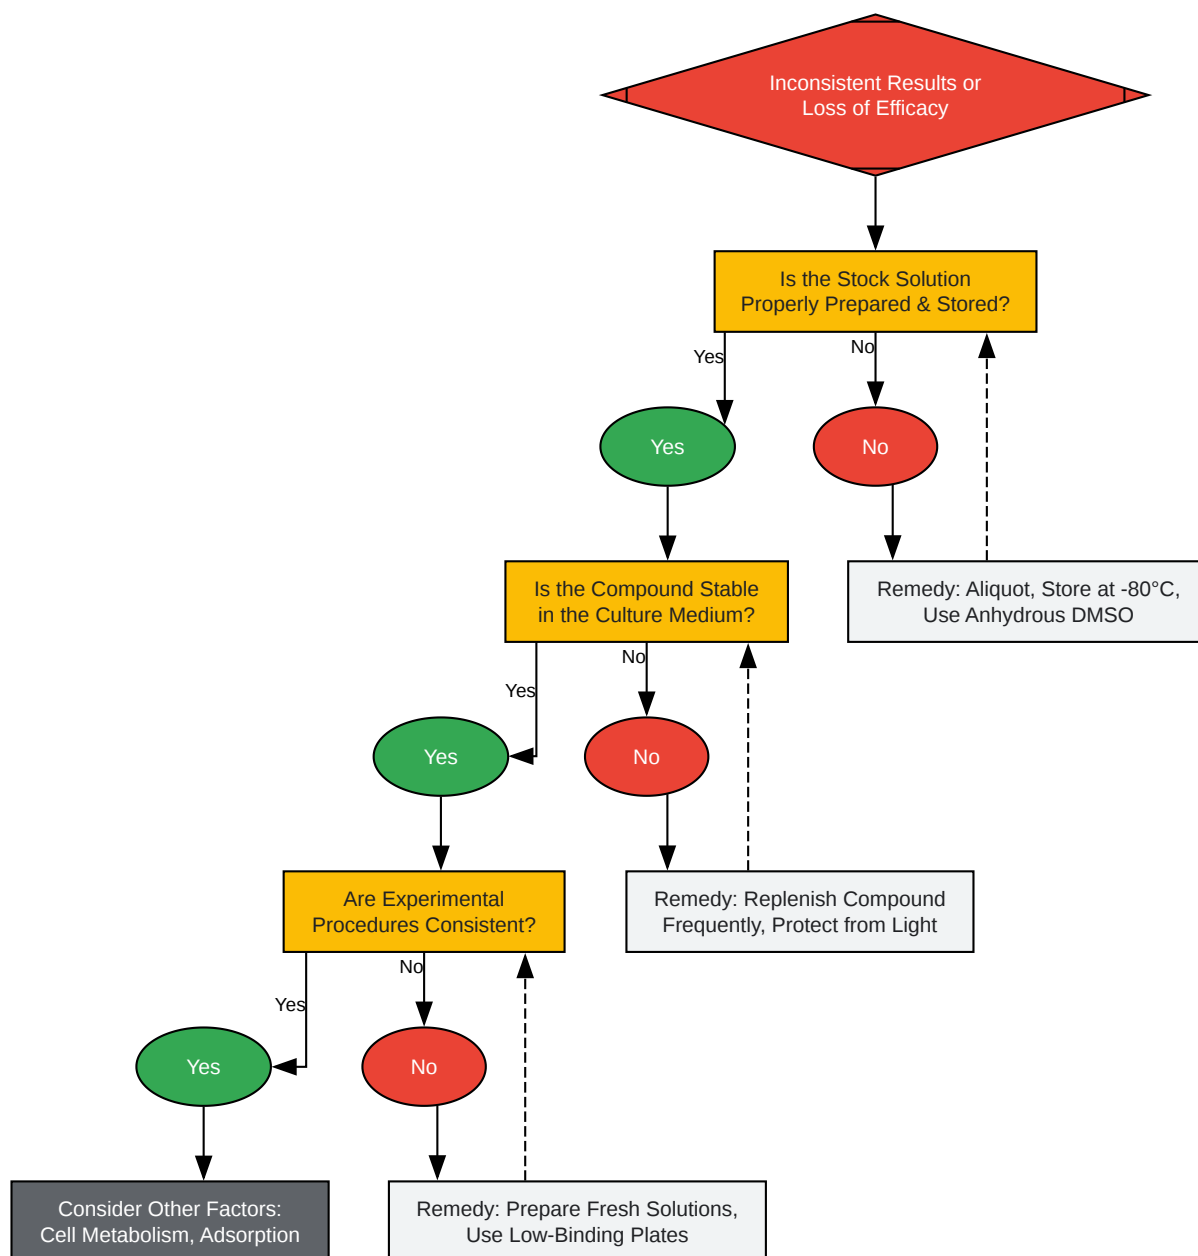 Inconsistent Results or
Loss of Efficacy
Is the Stock Solution
Properly Prepared & Stored?
Yes
No
Yes
No
Is the Compound Stable
in the Culture Medium?
Remedy: Aliquot, Store at -80°C,
Use Anhydrous DMSO
Yes
No
Yes
No
Are Experimental
Procedures Consistent?
Remedy: Replenish Compound
Frequently, Protect from Light
Yes
No
Yes
No
Consider Other Factors:
Cell Metabolism, Adsorption
Remedy: Prepare Fresh Solutions,
Use Low-Binding Plates